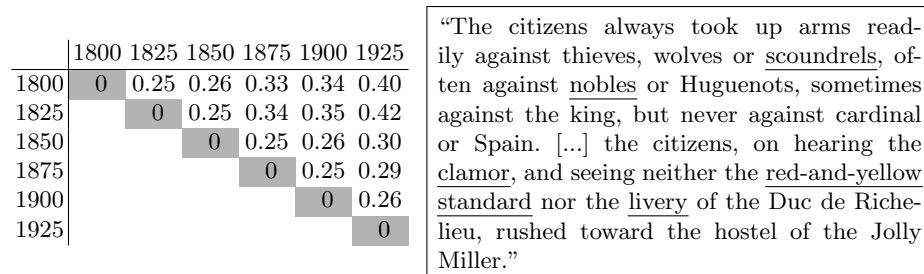 1800 1825 1850 1875 1900 1925
1800 0 0.25 0.26 0.33 0.34 0.40
1825 0 0.25 0.34 0.35 0.42
1850 0 0.25 0.26 0.30
1875 0 0.25 0.29
1900 0 0.26
1925 0
“The citizens always took up arms read-
ily against thieves, wolves or scoundrels, of-
ten against nobles or Huguenots, sometimes
against the king, but never against cardinal
or Spain. [...] the citizens, on hearing the
clamor, and seeing neither the red-and-yellow
standard nor the livery of the Duc de Riche-
lieu, rushed toward the hostel of the Jolly
Miller.”